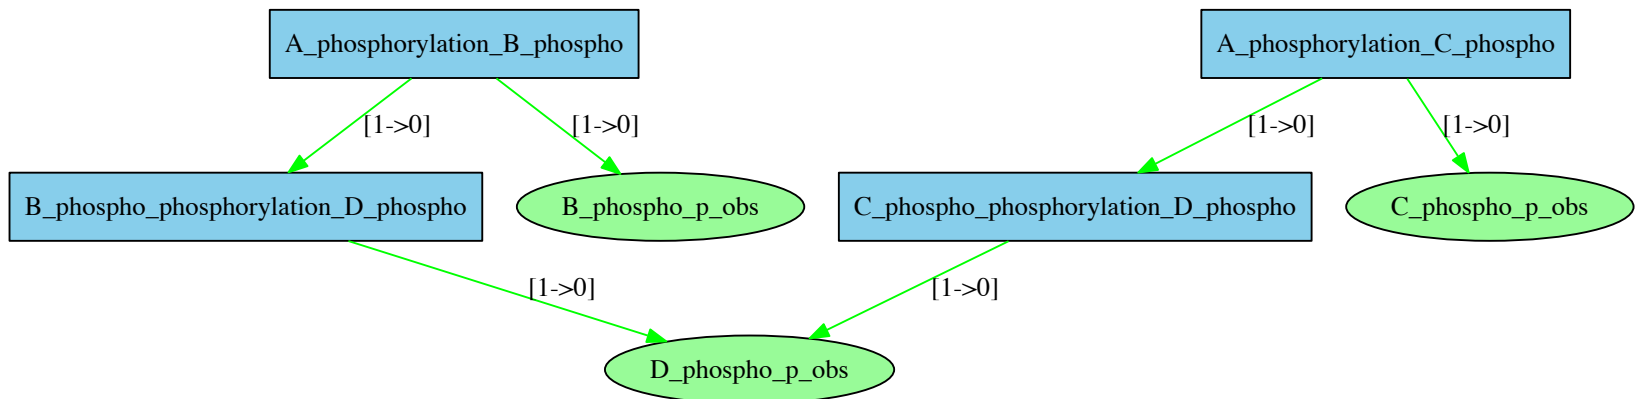 A_phosphorylation_B_phospho
A_phosphorylation_C_phospho
[1->0]
[1->0]
[1->0]
[1->0]
B_phospho_phosphorylation_D_phospho
B_phospho_p_obs
C_phospho_phosphorylation_D_phospho
C_phospho_p_obs
[1->0]
[1->0]
D_phospho_p_obs